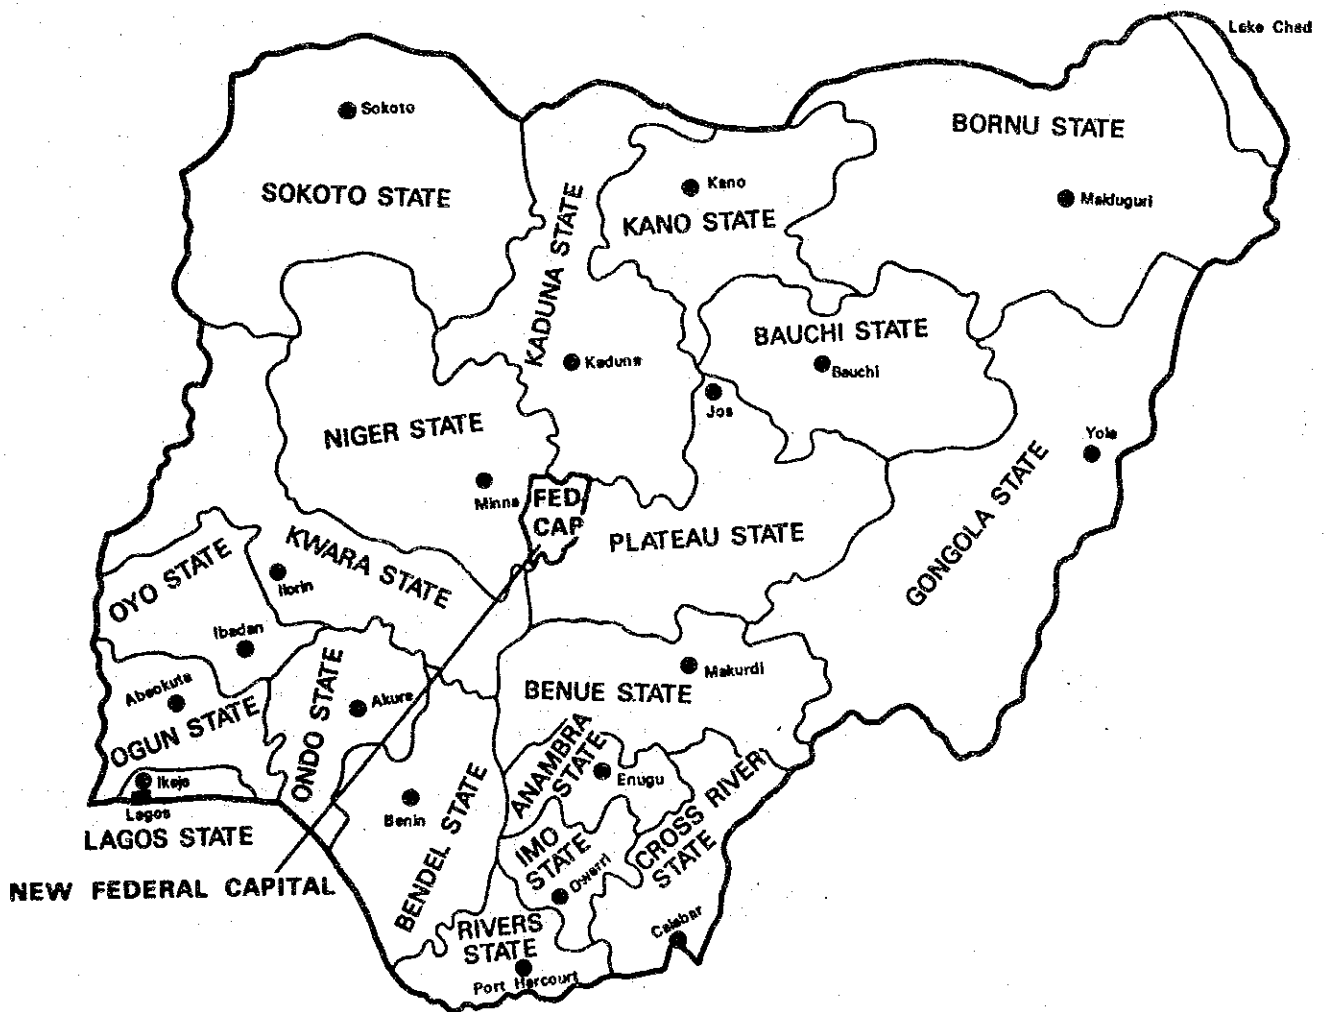 Lake Chad
Sokoto
BORNU STATE
SOKOTO STATE
Kano
KANO STATE
Maiduguri
KADUNA STATE
BAUCHI STATE
Kaduna
Bauchi
Jos
NIGER STATE
Yola
Minna
FED.
CAP
PLATEAU STATE
GONGOLA STATE
KWARA STATE
OYO STATE
Ilorin
Ibadan
Makurdi
BENUE STATE
Abeokuta
OGUN STATE
ONDO STATE
Akure
ANAMBRA
STATE
Enugu
CROSS RIVER
STATE
Ikeja
Lagos
LAGOS STATE
Benin
BENDEL STATE
IMO
STATE
Owerri
NEW FEDERAL CAPITAL
RIVERS
STATE
Calabar
Port Harcourt